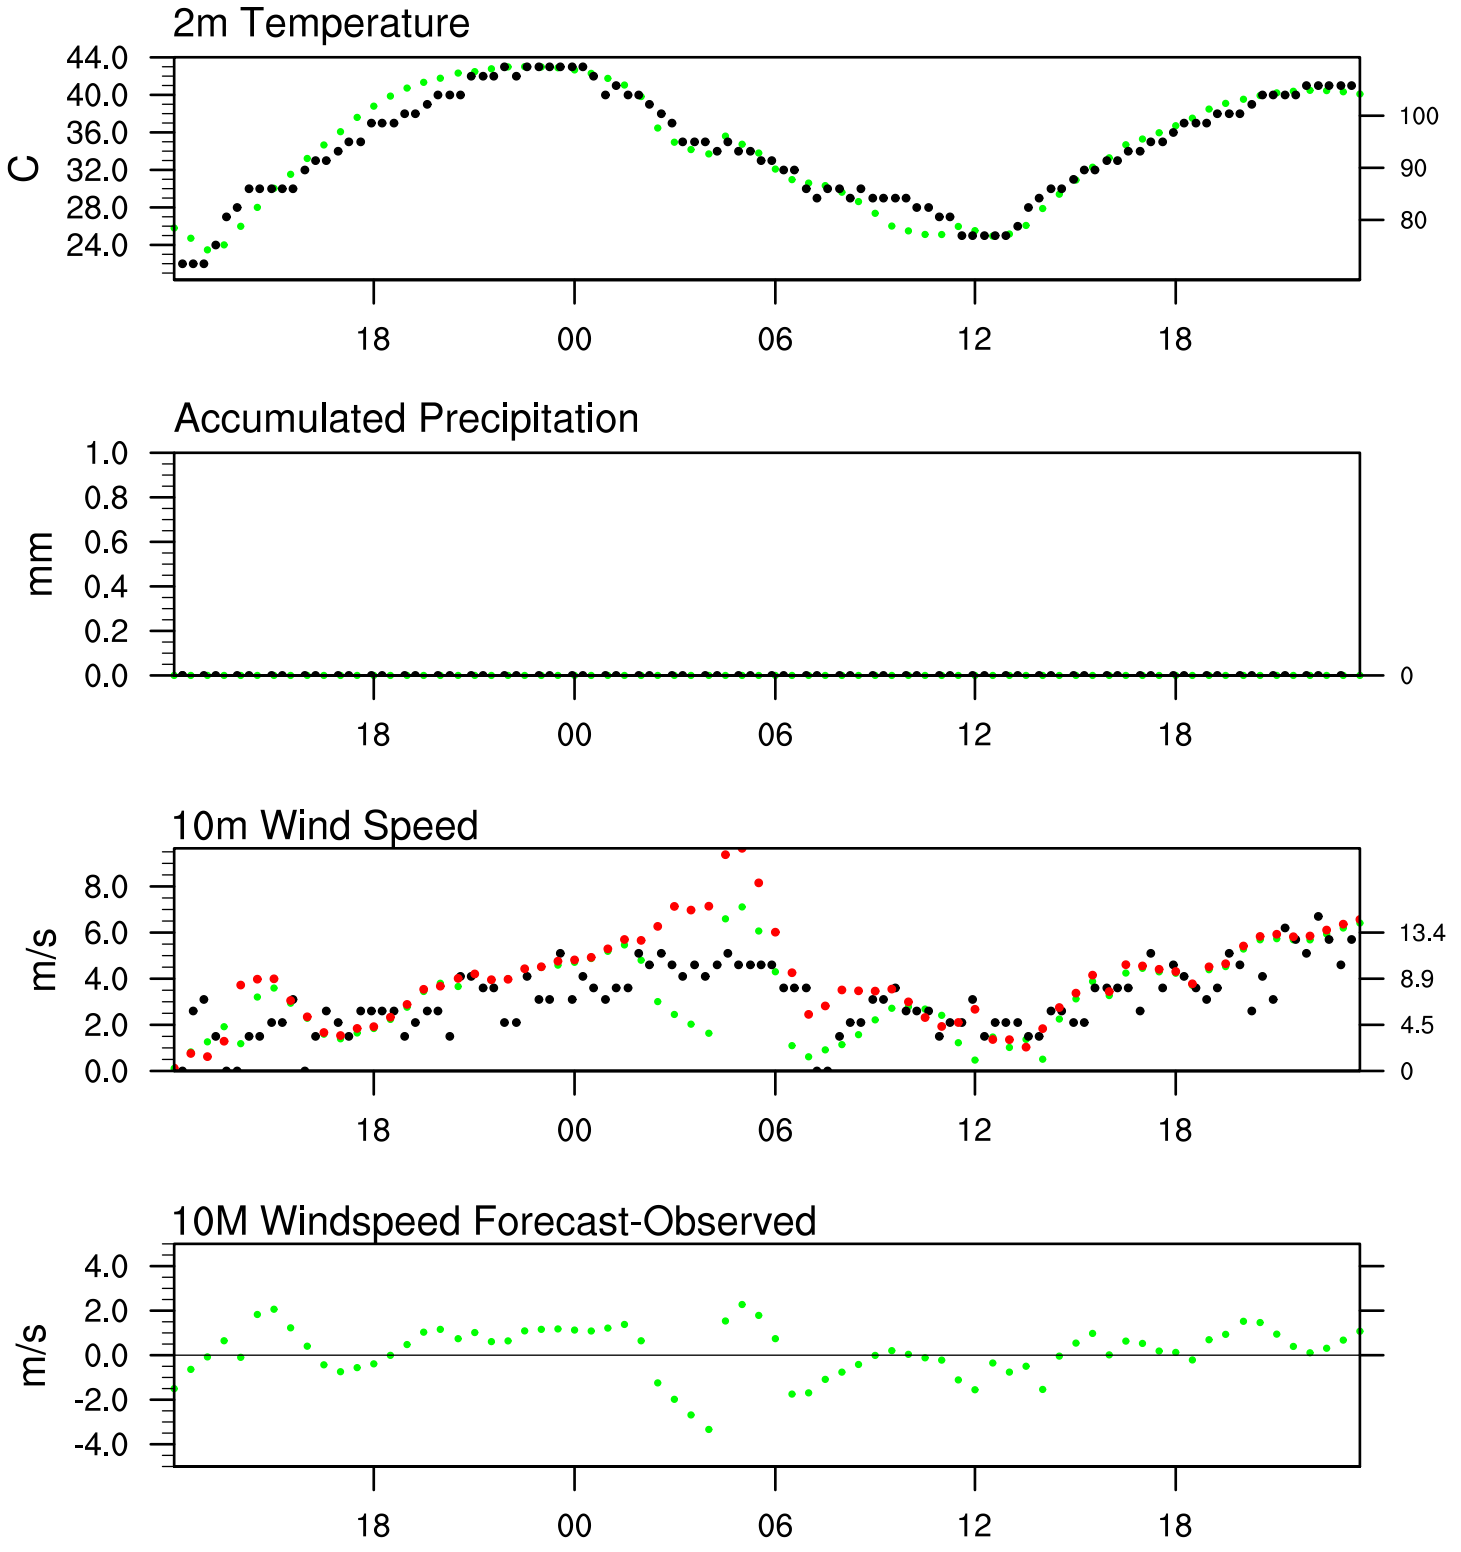 2m Temperature
44.0
40.0
36.0
32.0
28.0
24.0
C
100
90
80
18 00 06 12 18
Accumulated Precipitation
1.0
0.8
0.6
0.4
0.2
0.0
mm
0
18 00 06 12 18
10m Wind Speed
8.0
6.0
4.0
2.0
0.0
m/s
13.4
8.9
4.5
0
18 00 06 12 18
10M Windspeed Forecast-Observed
4.0
2.0
0.0
-2.0
-4.0
m/s
18 00 06 12 18